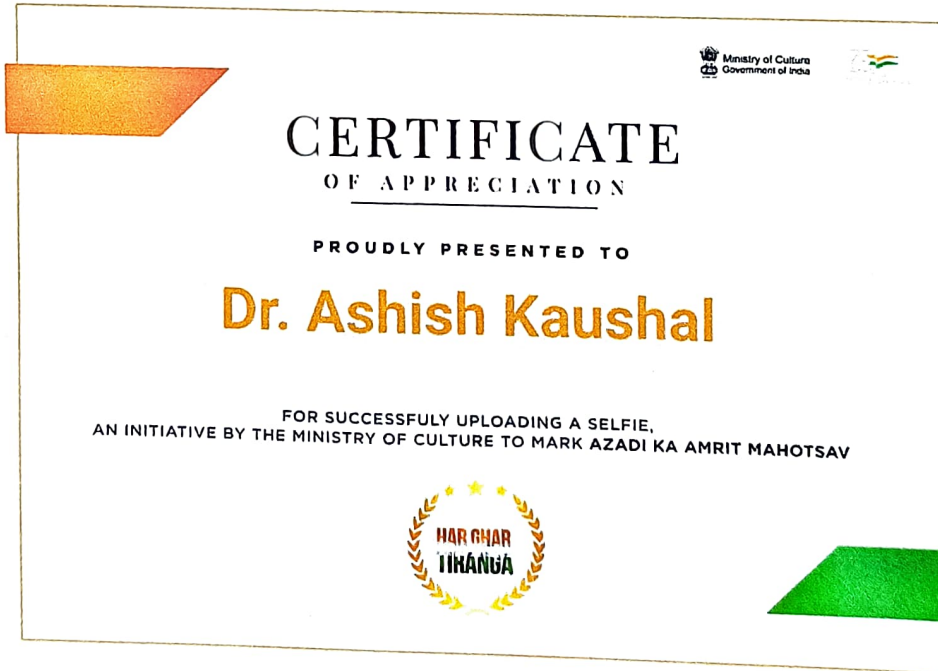 Ministry of Culture
Government of India
CERTIFICATE
OF APPRECIATION
PROUDLY PRESENTED TO
Dr. Ashish Kaushal
FOR SUCCESSFULY UPLOADING A SELFIE,
AN INITIATIVE BY THE MINISTRY OF CULTURE TO MARK AZADI KA AMRIT MAHOTSAV
HAR GHAR
TIRANGA